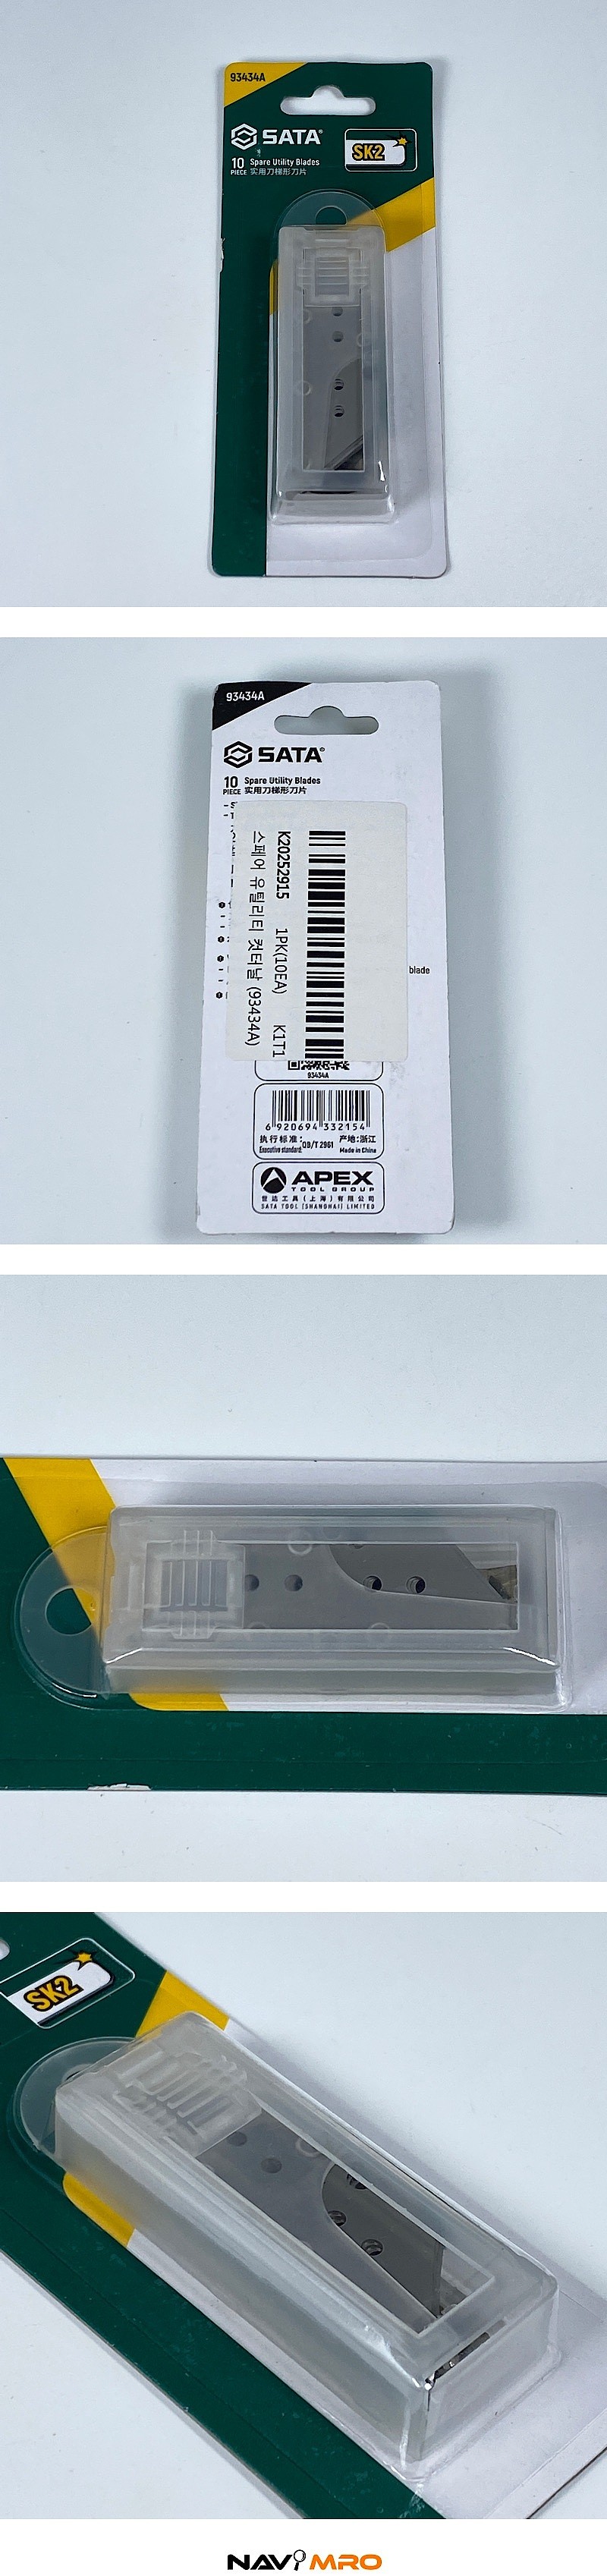 93434A
SATA®
SK2
10 PIECE
Spare Utility Blades
实用刀梯形刀片
93434A
SATA®
10 PIECE
Spare Utility Blades
实用刀梯形刀片
K20252915 1PK(10EA) K1T1
스페어 유틸리티 컷터날 (93434A)
blade
93434A
6 920694 332154
执行标准: QB/T 2961 产地:浙江
Executive standard: Made in China
APEX
TOOL GROUP
世达工具(上海)有限公司
SATA TOOL (SHANGHAI) LIMITED
SK2
NAVIMRO